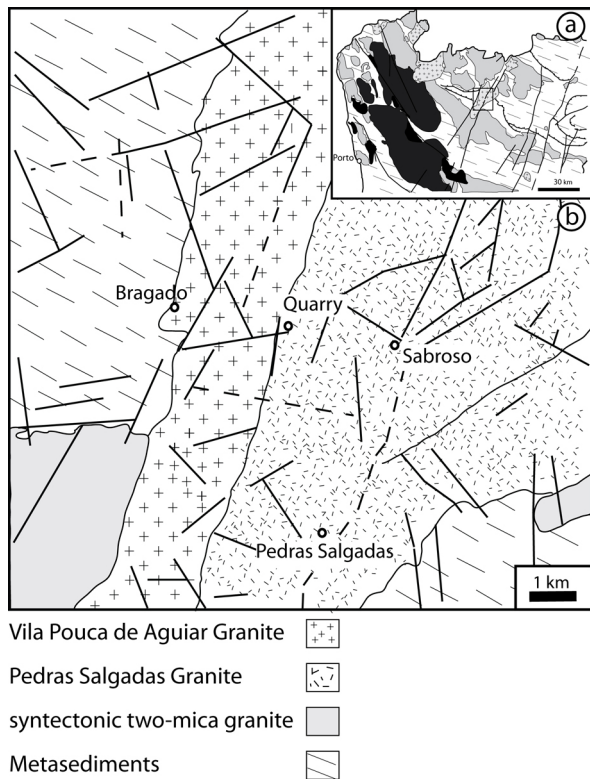 a
Porto
30 km
b
Bragado
Quarry
Sabroso
Pedras Salgadas
1 km
Vila Pouca de Aguiar Granite
Pedras Salgadas Granite
syntectonic two-mica granite
Metasediments